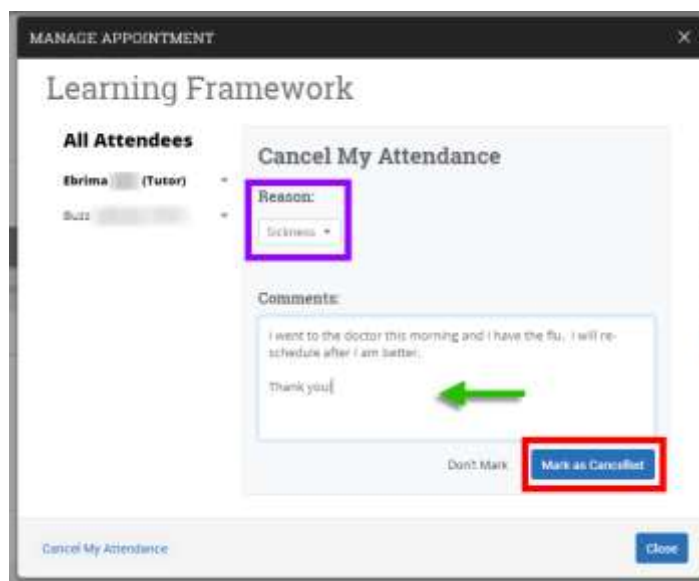 MANAGE APPOINTMENT ×
Learning Framework
All Attendees
Ebrima (Tutor)
Buzz
Cancel My Attendance
Reason:
Sickness
Comments:
I went to the doctor this morning and I have the flu. I will re-
schedule after I am better.
Thank you!
Don't Mark Mark as Cancelled
Cancel My Attendance Close